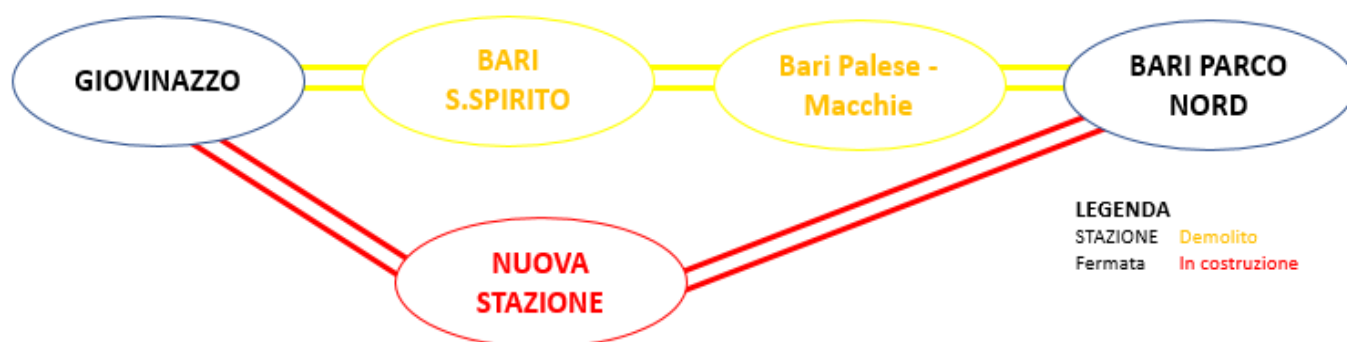 GIOVINAZZO
BARI
S.SPIRITO
Bari Palese -
Macchie
BARI PARCO
NORD
NUOVA
STAZIONE
LEGENDA
STAZIONE Demolito
Fermata In costruzione